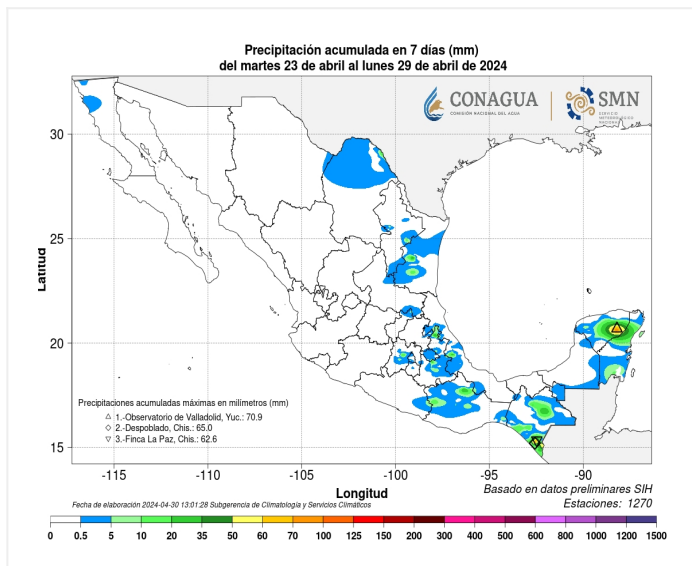 Precipitación acumulada en 7 días (mm)
del martes 23 de abril al lunes 29 de abril de 2024
CONAGUA
COMISIÓN NACIONAL DEL AGUA
SMN
SERVICIO
METEOROLÓGICO
NACIONAL
30
25
20
15
Latitud
Precipitaciones acumuladas máximas en milímetros (mm)
1.-Observatorio de Valladolid, Yuc.: 70.9
2.-Despoblado, Chis.: 65.0
3.-Finca La Paz, Chis.: 62.6
-115 -110 -105 -100 -95 -90
Longitud
Basado en datos preliminares SIH
Estaciones: 1270
Fecha de elaboración 2024-04-30 13:01:28 Subgerencia de Climatología y Servicios Climáticos
0 0.5 5 10 20 35 50 60 70 100 125 150 200 300 400 500 600 800 1000 1200 1500